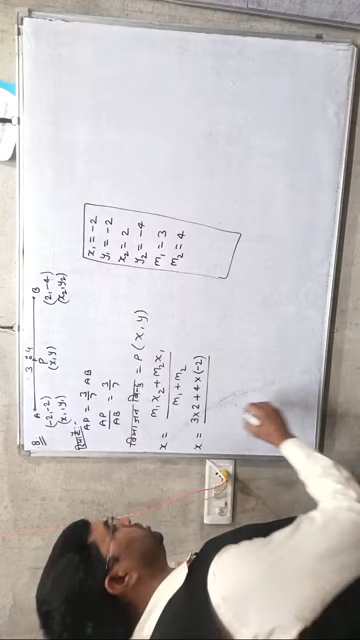 8
3:4
A P B
(-2,-2) (x,y) (2,-4)
(x₁,y₁) (x₂,y₂)
AP = 3/7 AB
AP/AB = 3/7
विभाजन बिन्दु = P(x,y)
x = (m₁x₂+m₂x₁)/(m₁+m₂)
x = 3×2+4×(-2)
x₁ = -2
y₁ = -2
x₂ = 2
y₂ = -4
m₁ = 3
m₂ = 4